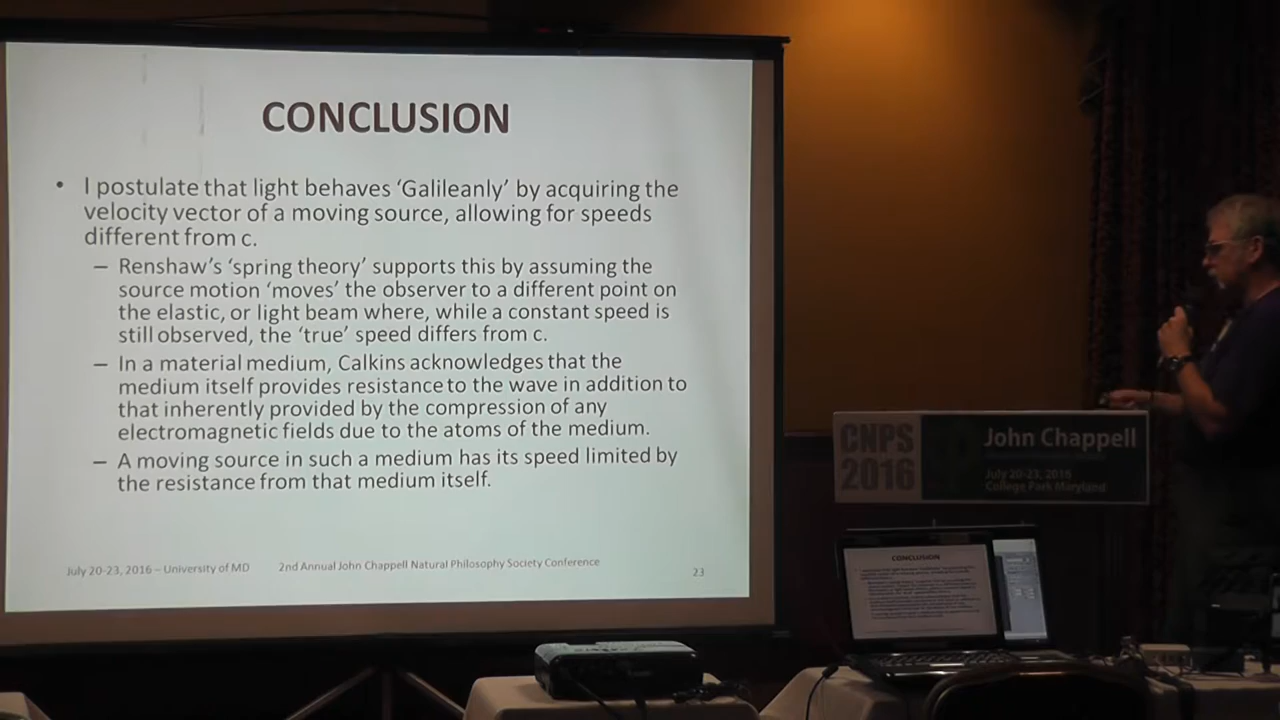 CONCLUSION
• I postulate that light behaves ‘Galileanly’ by acquiring the
velocity vector of a moving source, allowing for speeds
different from c.
– Renshaw’s ‘spring theory’ supports this by assuming the
source motion ‘moves’ the observer to a different point on
the elastic, or light beam where, while a constant speed is
still observed, the ‘true’ speed differs from c.
– In a material medium, Calkins acknowledges that the
medium itself provides resistance to the wave in addition to
that inherently provided by the compression of any
electromagnetic fields due to the atoms of the medium.
– A moving source in such a medium has its speed limited by
the resistance from that medium itself.
July 20-23, 2016 – University of MD
2nd Annual John Chappell Natural Philosophy Society Conference
23
CNPS
2016
John Chappell
July 20-23, 2016
College Park Maryland
CONCLUSION